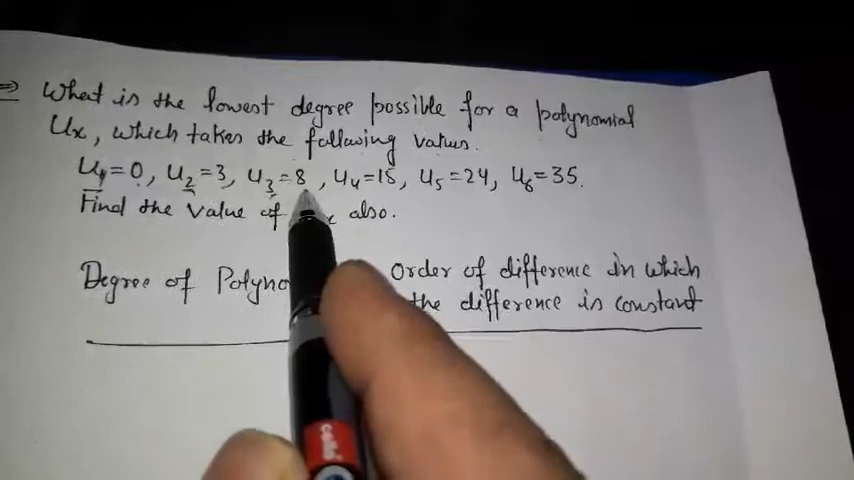 ⇒ What is the lowest degree possible for a polynomial
Ux, which takes the following values.
U1=0, U2=3, U3=8, U4=15, U5=24, U6=35.
Find the value of x also.
Degree of Polyno order of difference in which
the difference is constant
cello